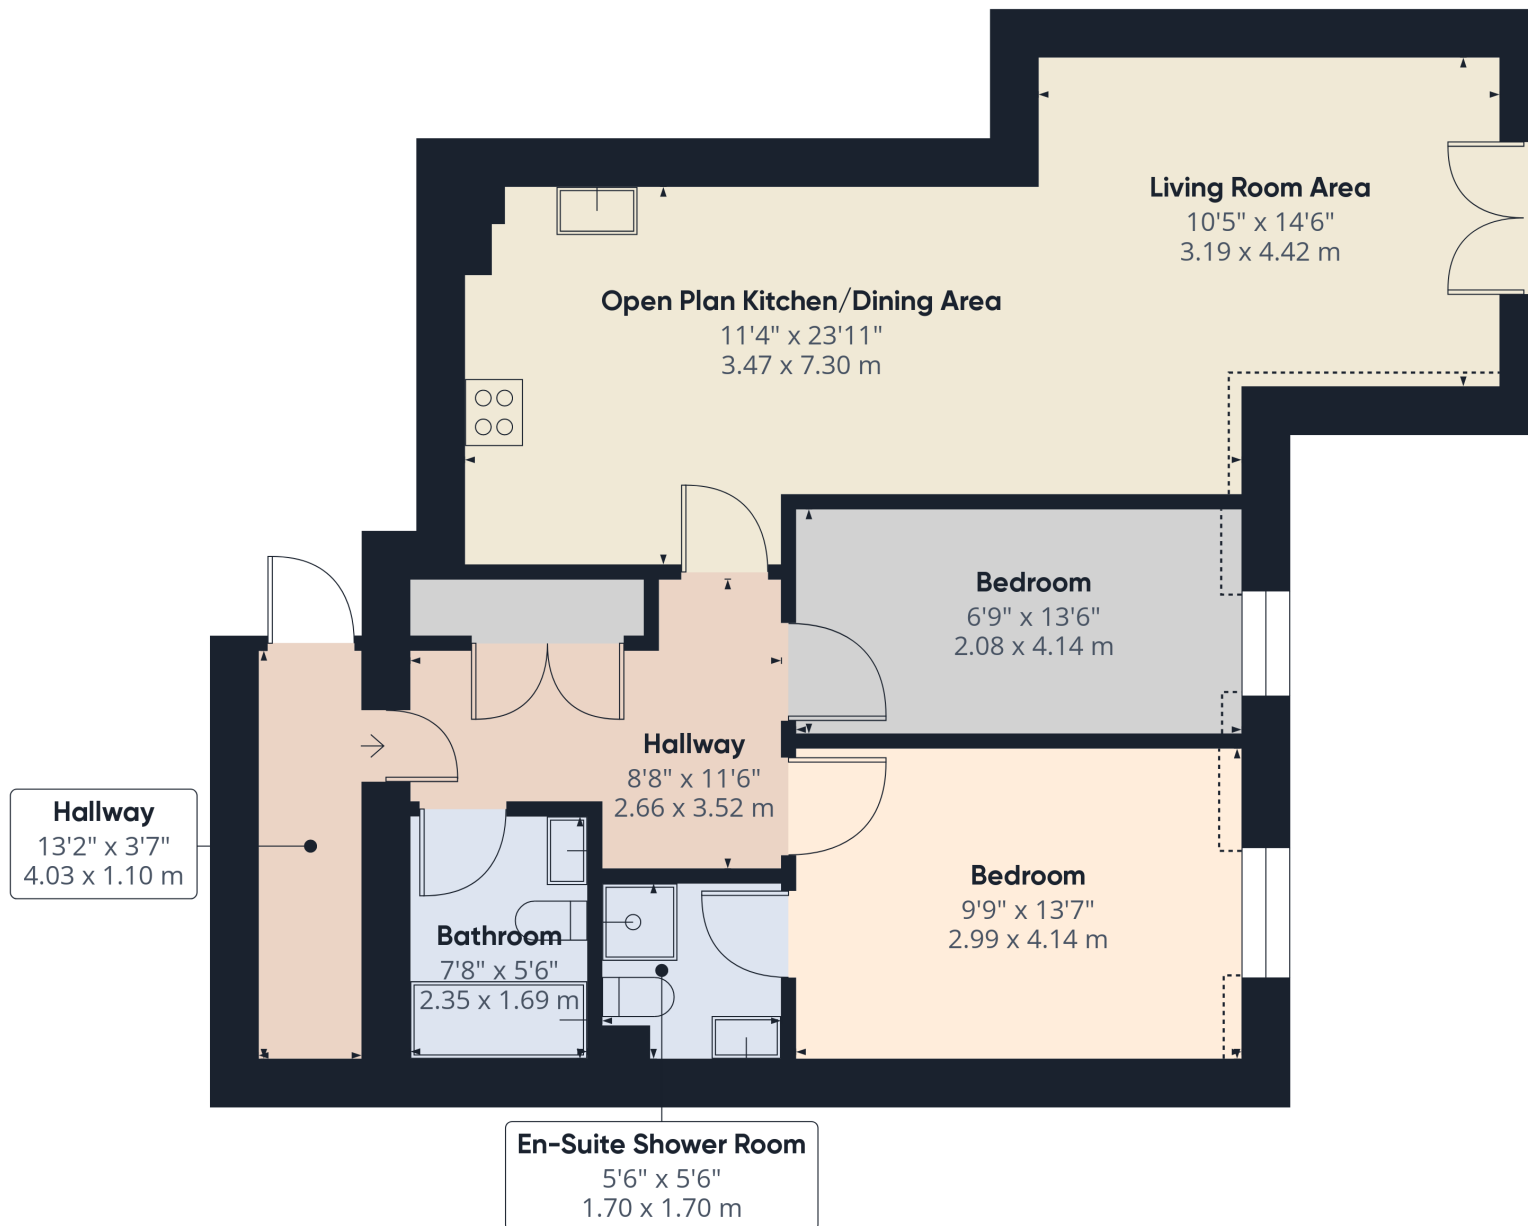 Living Room Area
10'5" x 14'6"
3.19 x 4.42 m
Open Plan Kitchen/Dining Area
11'4" x 23'11"
3.47 x 7.30 m
Bedroom
6'9" x 13'6"
2.08 x 4.14 m
Hallway
8'8" x 11'6"
2.66 x 3.52 m
Hallway
13'2" x 3'7"
4.03 x 1.10 m
Bedroom
9'9" x 13'7"
2.99 x 4.14 m
Bathroom
7'8" x 5'6"
2.35 x 1.69 m
En-Suite Shower Room
5'6" x 5'6"
1.70 x 1.70 m